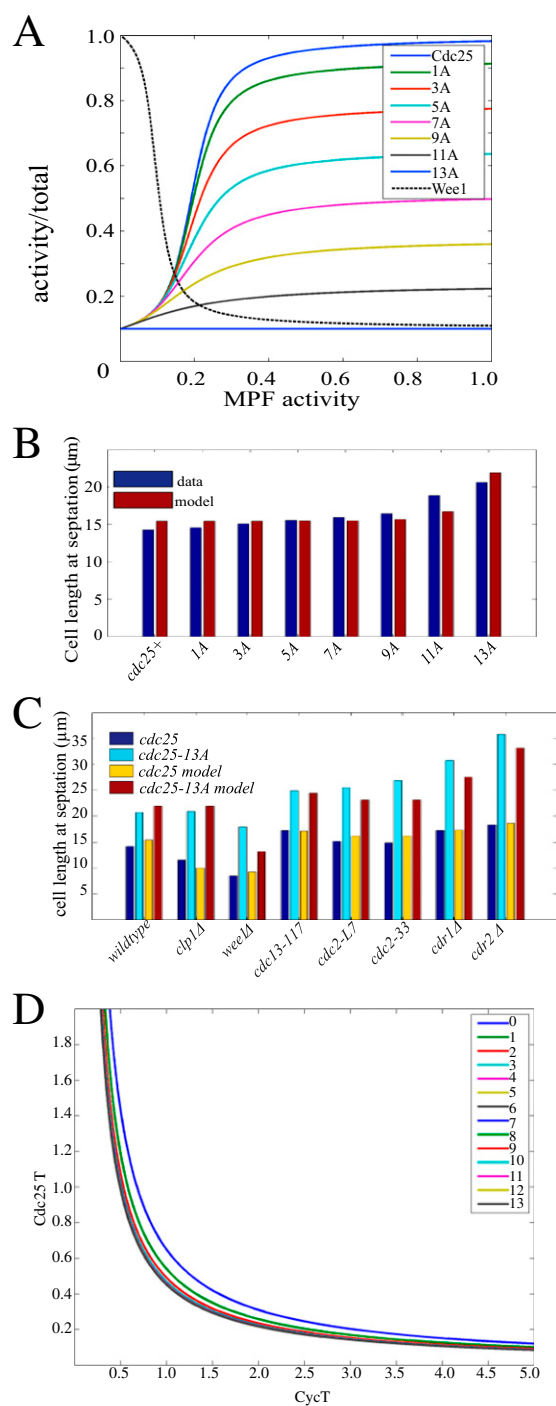 A
activity/total
1.0
0.8
0.6
0.4
0.2
0
0.2
0.4
0.6
0.8
1.0
MPF activity
Cdc25
1A
3A
5A
7A
9A
11A
13A
Wee1
B
Cell length at septation (μm)
20
15
10
5
0
data
model
cdc25+
1A
3A
5A
7A
9A
11A
13A
C
cell length at septation (μm)
35
30
25
20
15
10
5
cdc25
cdc25-13A
cdc25 model
cdc25-13A model
wildtype
clp1Δ
wee1Δ
cdc13-117
cdc2-L7
cdc2-33
cdr1Δ
cdr2 Δ
D
Cdc25 T
1.8
1.6
1.4
1.2
1.0
0.8
0.6
0.4
0.2
0
1
2
3
4
5
6
7
8
9
10
11
12
13
0.5
1.0
1.5
2.0
2.5
3.0
3.5
4.0
4.5
5.0
CycT